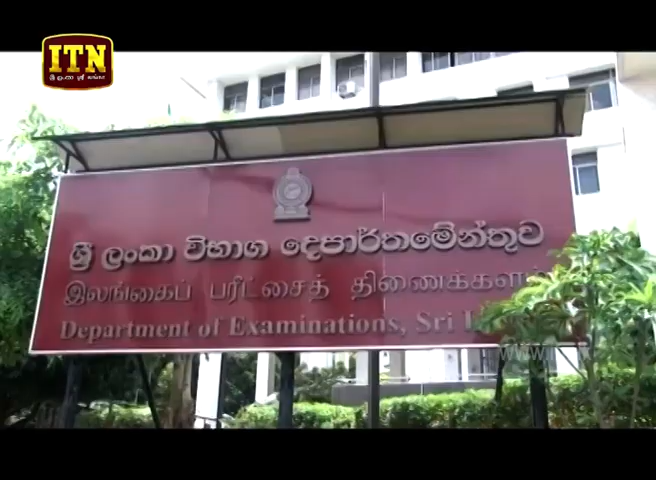 ITN
ශ්‍රී ලංකා විභාග දෙපාර්තමේන්තුව
இலங்கைப் பரீட்சைத் திணைக்களம்
Department of Examinations, Sri